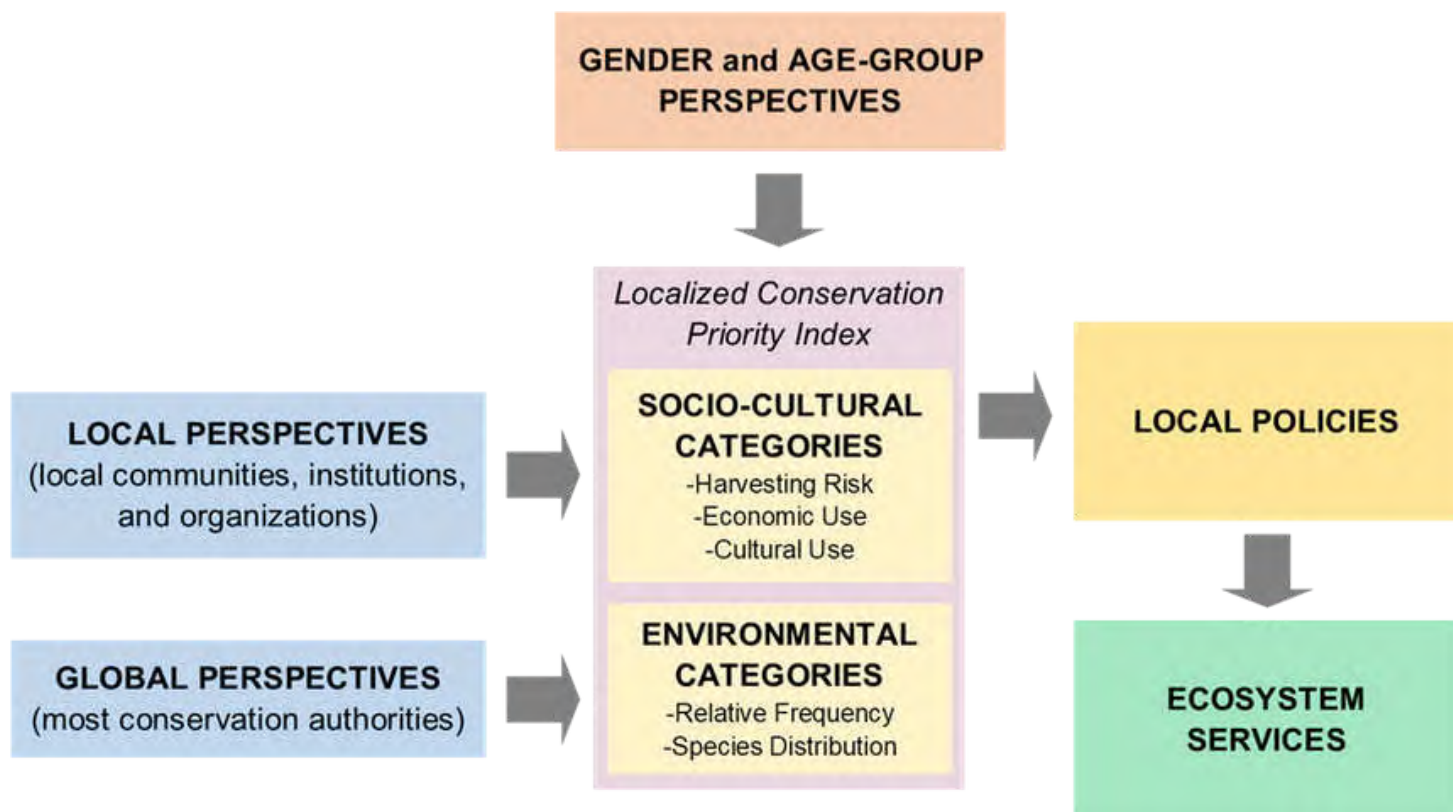 GENDER and AGE-GROUP
PERSPECTIVES
Localized Conservation
Priority Index
LOCAL PERSPECTIVES
(local communities, institutions,
and organizations)
SOCIO-CULTURAL
CATEGORIES
-Harvesting Risk
-Economic Use
-Cultural Use
LOCAL POLICIES
GLOBAL PERSPECTIVES
(most conservation authorities)
ENVIRONMENTAL
CATEGORIES
-Relative Frequency
-Species Distribution
ECOSYSTEM
SERVICES